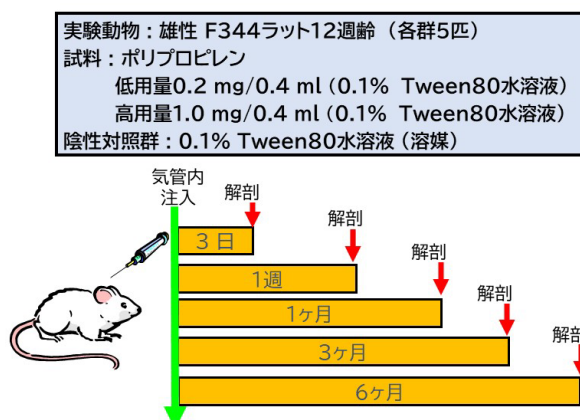 実験動物：雄性 F344ラット12週齢 （各群5匹）
試料：ポリプロピレン
低用量0.2 mg/0.4 ml（0.1% Tween80水溶液）
高用量1.0 mg/0.4 ml（0.1% Tween80水溶液）
陰性対照群：0.1% Tween80水溶液（溶媒）
気管内
注入
解剖
3 日
解剖
1週
解剖
1ヶ月
解剖
3ヶ月
解剖
6ヶ月